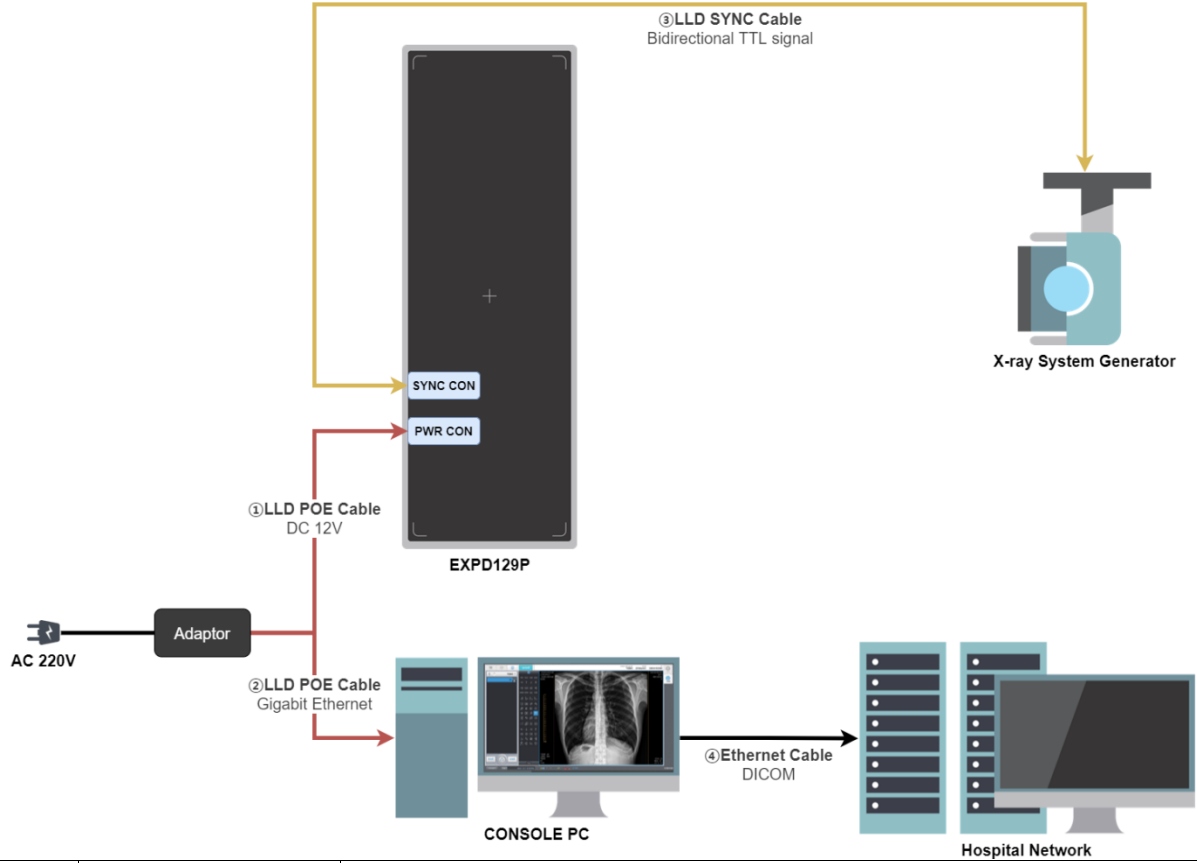 ③LLD SYNC Cable
Bidirectional TTL signal
X-ray System Generator
SYNC CON
PWR CON
①LLD POE Cable
DC 12V
EXPD129P
Adaptor
AC 220V
②LLD POE Cable
Gigabit Ethernet
④Ethernet Cable
DICOM
CONSOLE PC
Hospital Network